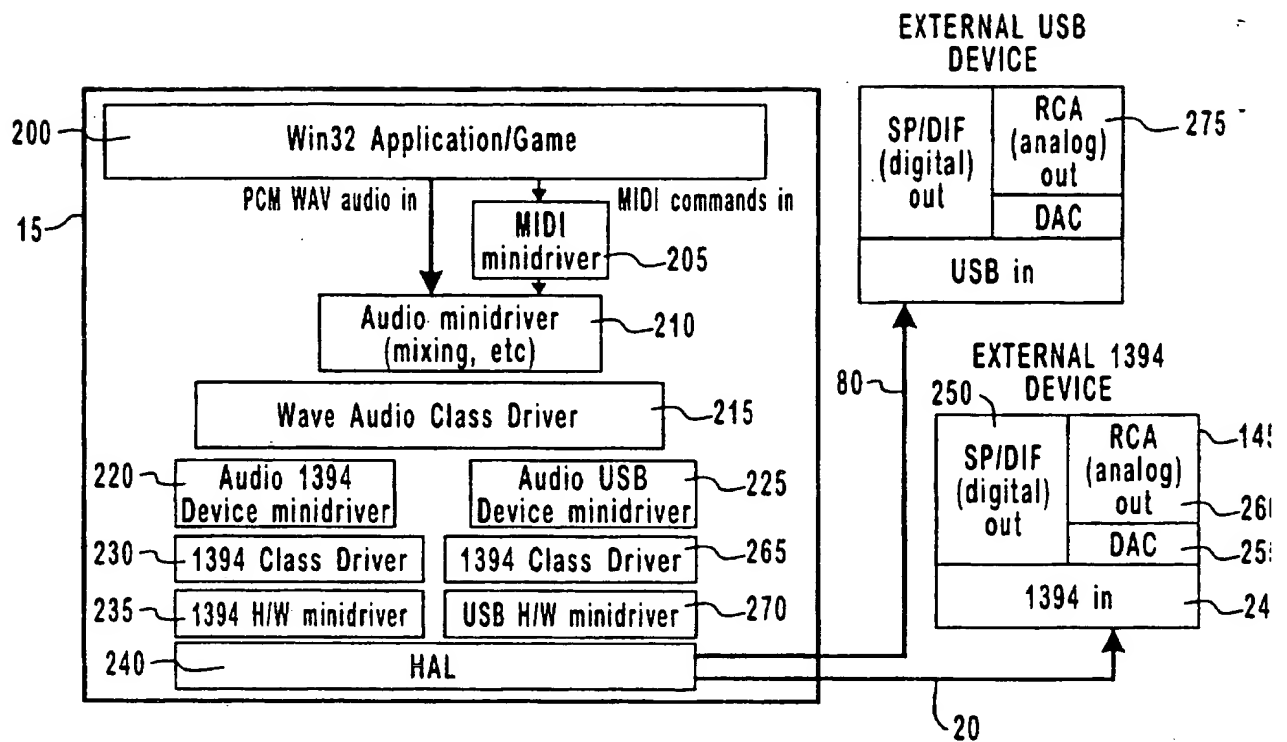 EXTERNAL USB
DEVICE
200
Win32 Application/Game
SP/DIF
(digital)
out
RCA
(analog)
out
275
PCM WAV audio in
MIDI commands in
15
MIDI
minidriver
205
DAC
USB in
Audio minidriver
(mixing, etc)
210
EXTERNAL 1394
DEVICE
80
250
Wave Audio Class Driver
215
SP/DIF
(digital)
out
RCA
(analog)
out
145
220
Audio 1394
Device minidriver
Audio USB
Device minidriver
225
26
230
1394 Class Driver
1394 Class Driver
265
DAC
25
235
1394 H/W minidriver
USB H/W minidriver
270
1394 in
24
240
HAL
20